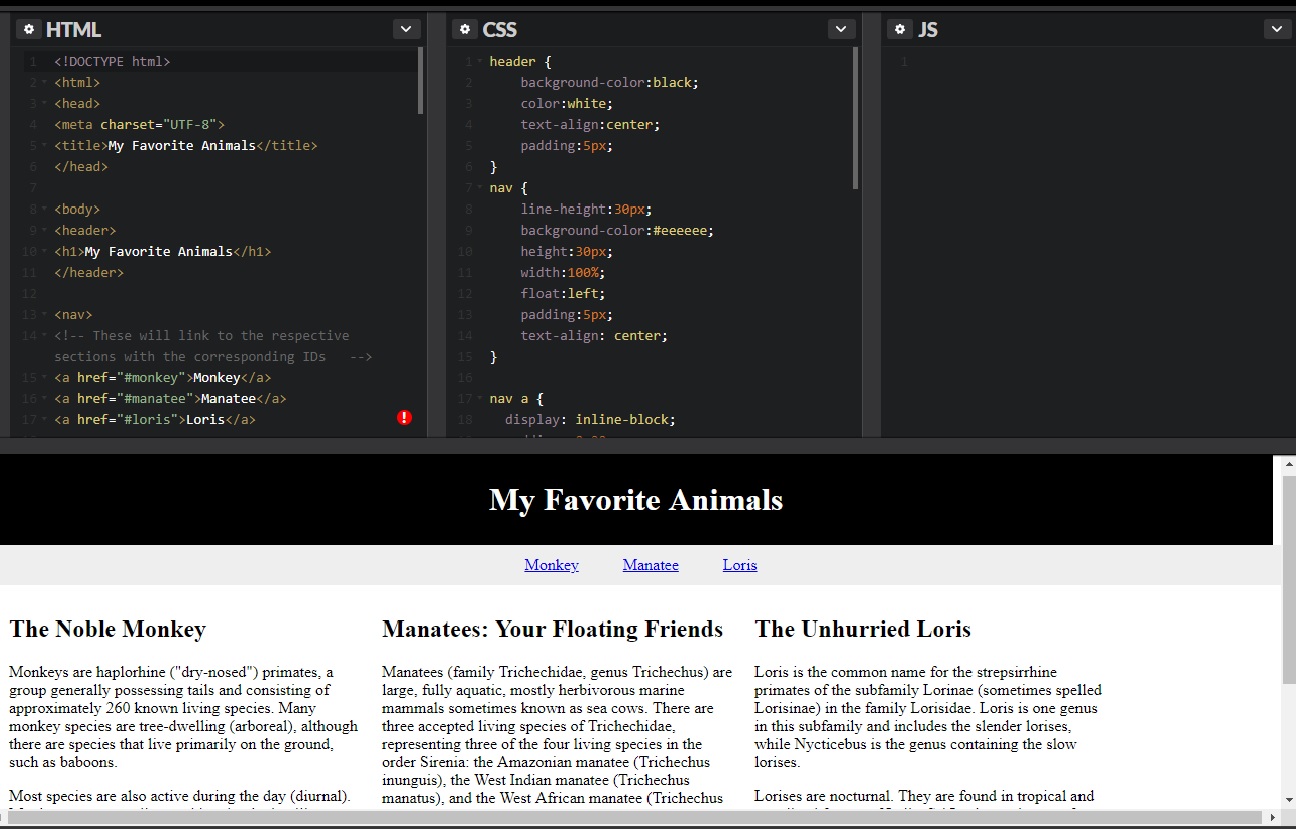 HTML
1 <!DOCTYPE html>
2 <html>
3 <head>
4 <meta charset="UTF-8">
5 <title>My Favorite Animals</title>
6 </head>
7
8 <body>
9 <header>
10 <h1>My Favorite Animals</h1>
11 </header>
12
13 <nav>
14 <!-- These will link to the respective
sections with the corresponding IDs   -->
15 <a href="#monkey">Monkey</a>
16 <a href="#manatee">Manatee</a>
17 <a href="#loris">Loris</a>
CSS
1 header {
2     background-color:black;
3     color:white;
4     text-align:center;
5     padding:5px;
6 }
7 nav {
8     line-height:30px;
9     background-color:#eeeeee;
10     height:30px;
11     width:100%;
12     float:left;
13     padding:5px;
14     text-align: center;
15 }
16
17 nav a {
18   display: inline-block;
JS
1
My Favorite Animals
Monkey Manatee Loris
The Noble Monkey
Monkeys are haplorhine ("dry-nosed") primates, a
group generally possessing tails and consisting of
approximately 260 known living species. Many
monkey species are tree-dwelling (arboreal), although
there are species that live primarily on the ground,
such as baboons.
Most species are also active during the day (diurnal).
Manatees: Your Floating Friends
Manatees (family Trichechidae, genus Trichechus) are
large, fully aquatic, mostly herbivorous marine
mammals sometimes known as sea cows. There are
three accepted living species of Trichechidae,
representing three of the four living species in the
order Sirenia: the Amazonian manatee (Trichechus
inunguis), the West Indian manatee (Trichechus
manatus), and the West African manatee (Trichechus
The Unhurried Loris
Loris is the common name for the strepsirrhine
primates of the subfamily Lorinae (sometimes spelled
Lorisinae) in the family Lorisidae. Loris is one genus
in this subfamily and includes the slender lorises,
while Nycticebus is the genus containing the slow
lorises.
Lorises are nocturnal. They are found in tropical and